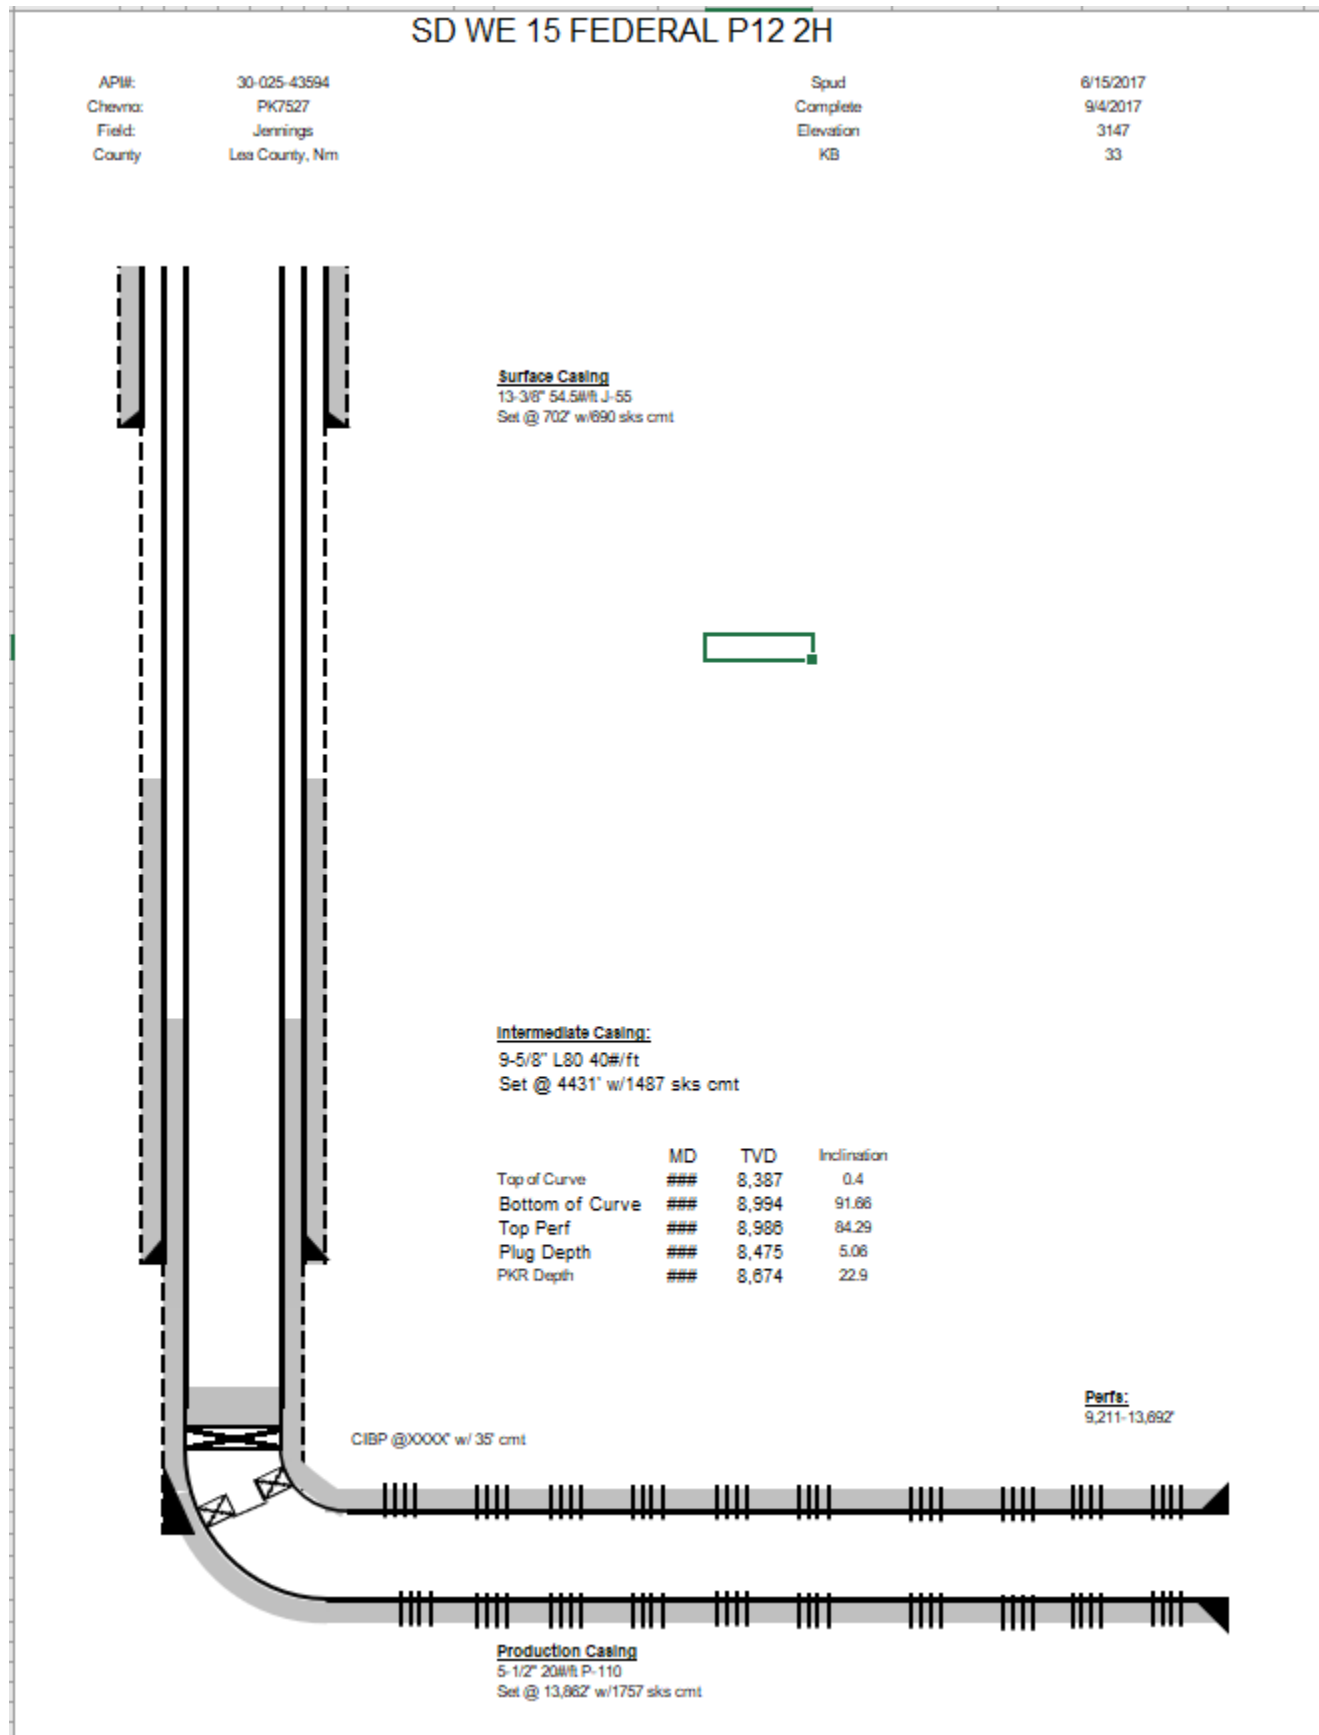 SD WE 15 FEDERAL P12 2H
API#: 30-025-43594 Spud 6/15/2017
Chevno: PK7527 Complete 9/4/2017
Field: Jennings Elevation 3147
County Lea County, Nm KB 33
Surface Casing
13-3/8" 54.5#/ft J-55
Set @ 702' w/690 sks cmt
Intermediate Casing:
9-5/8" L80 40#/ft
Set @ 4431' w/1487 sks cmt
MD TVD Inclination
Top of Curve ### 8,387 0.4
Bottom of Curve ### 8,994 91.66
Top Perf ### 8,986 84.29
Plug Depth ### 8,475 5.06
PKR Depth ### 8,674 22.9
Perfs:
9,211-13,692'
CIBP @XXXX' w/ 35' cmt
Production Casing
5-1/2" 20#/ft P-110
Set @ 13,862' w/1757 sks cmt